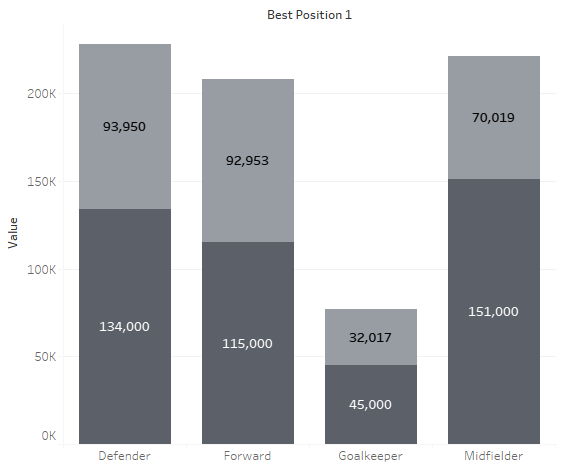 Best Position 1
Value
200K
150K
100K
50K
0K
93,950
92,953
32,017
70,019
134,000
115,000
45,000
151,000
Defender
Forward
Goalkeeper
Midfielder